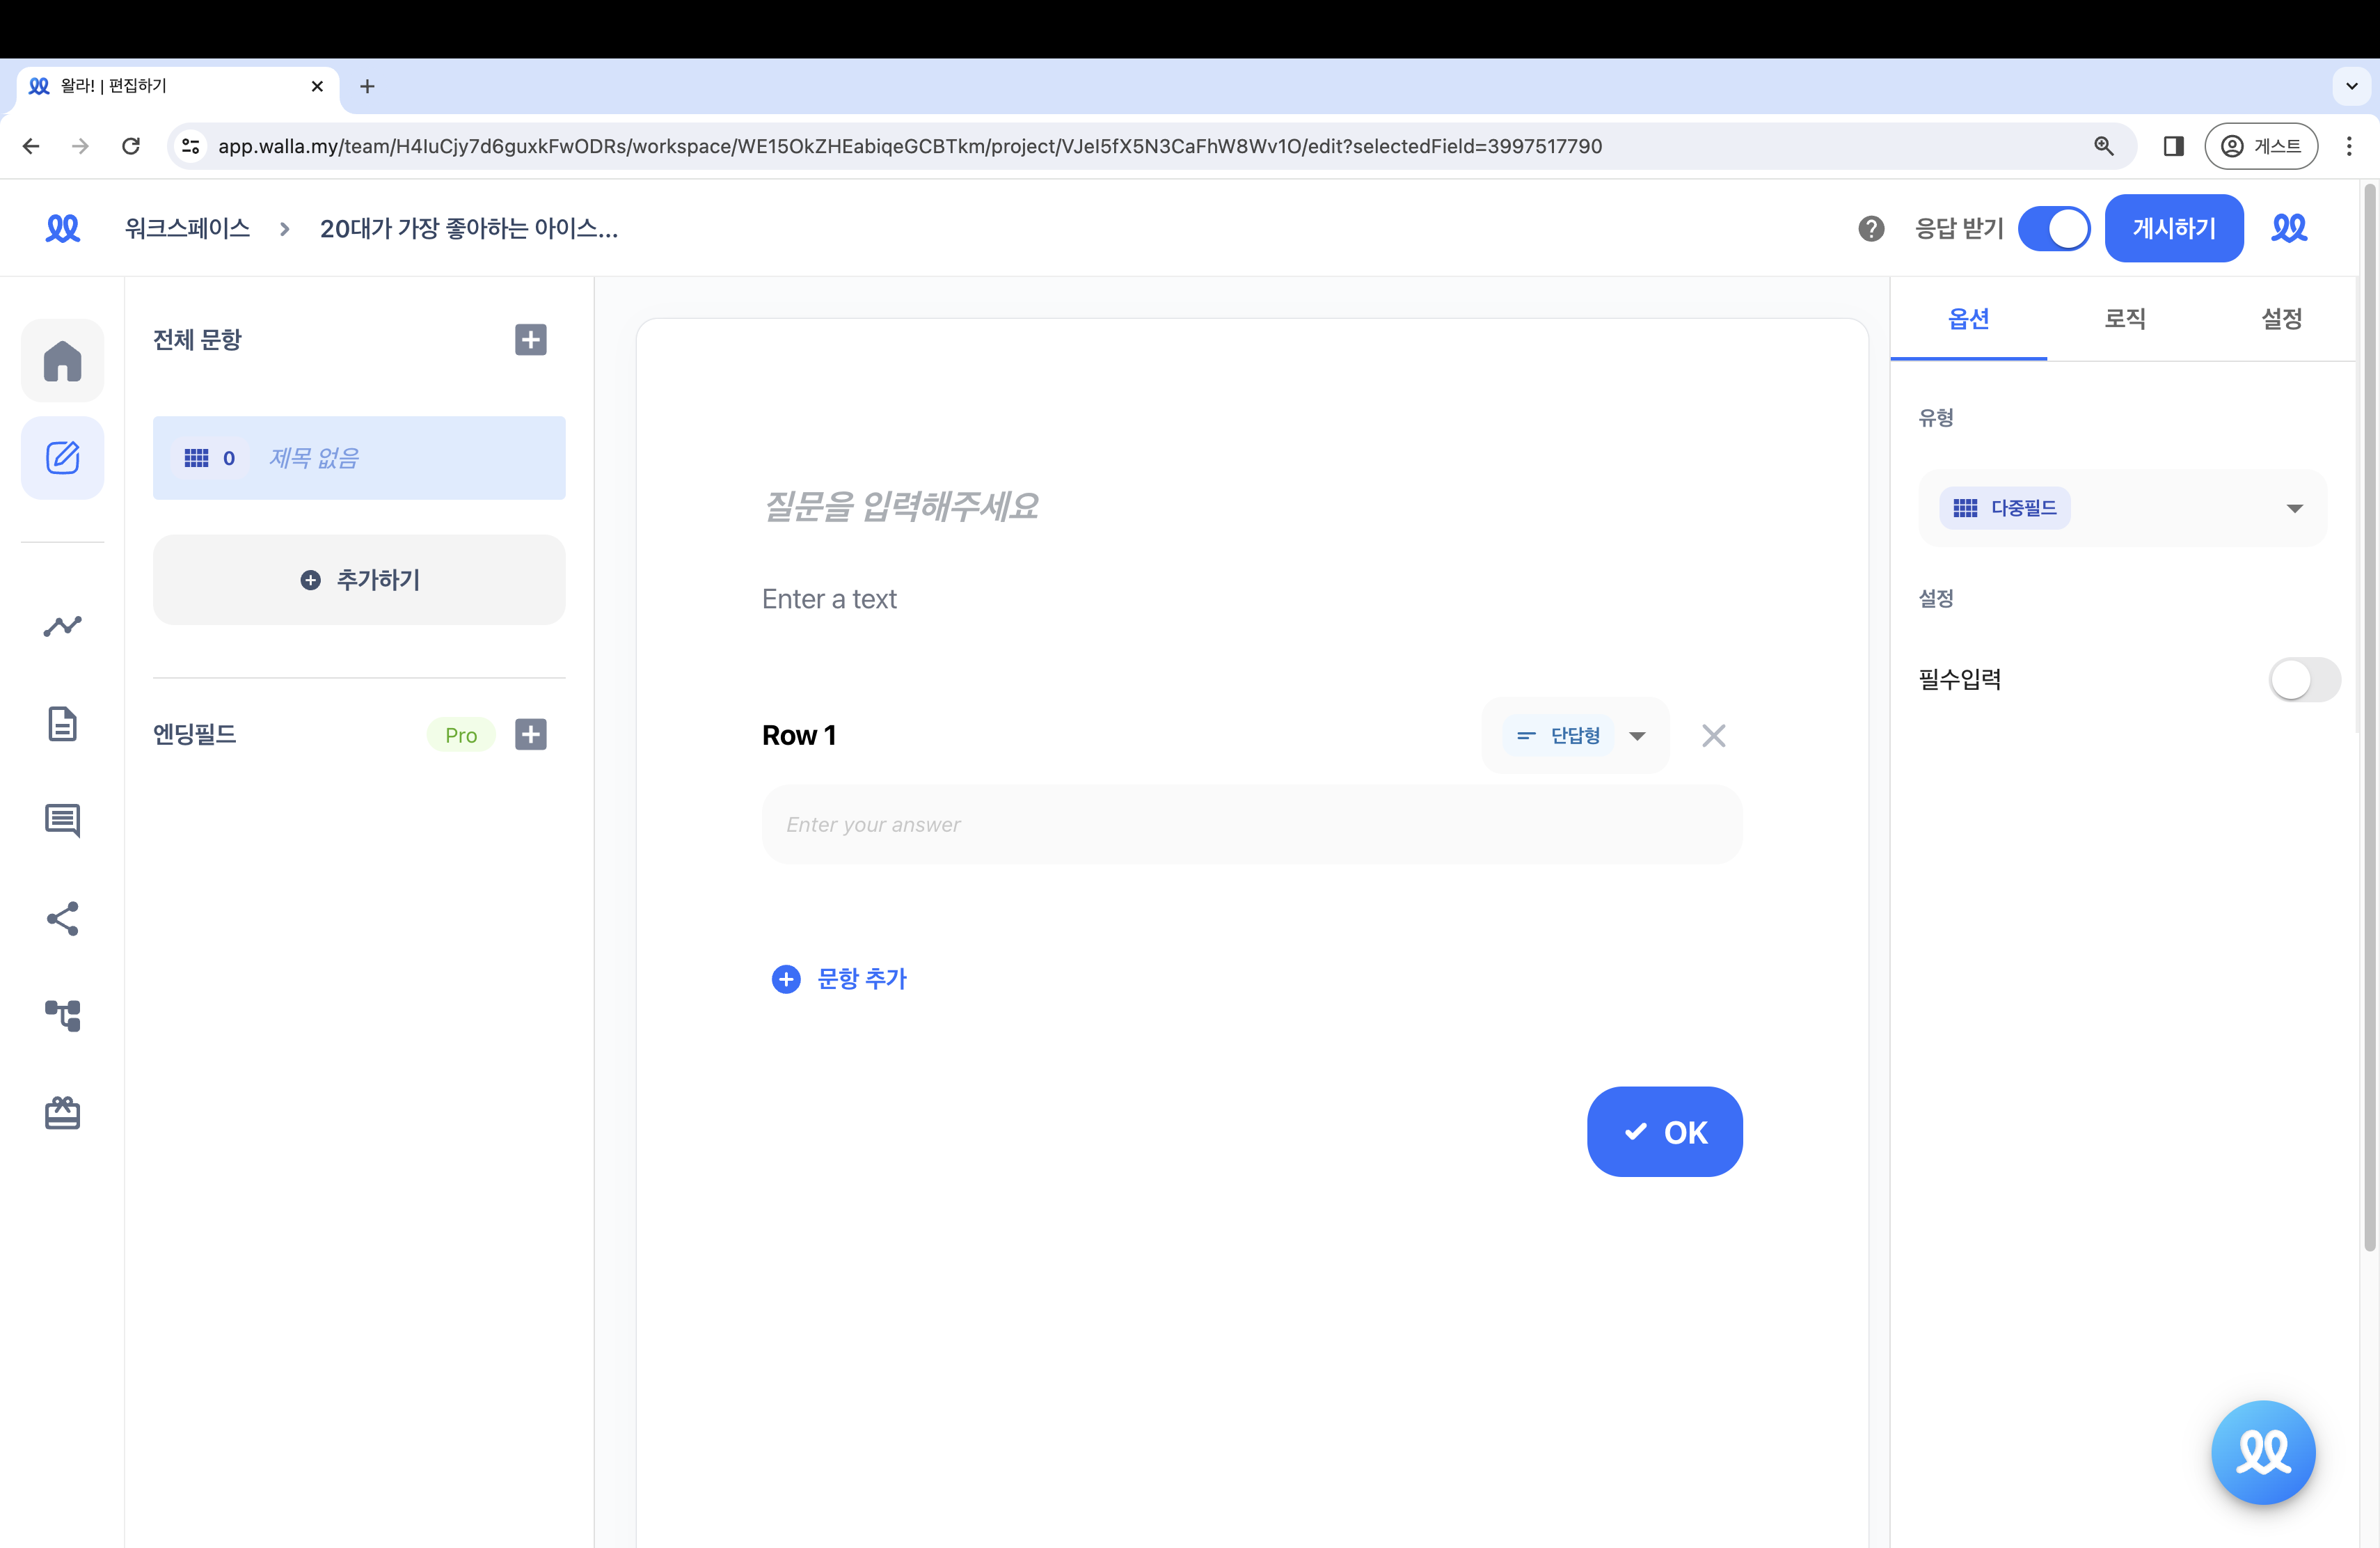 왈라! | 편집하기
app.walla.my/team/H4IuCjy7d6guxkFwODRs/workspace/WE15OkZHEabiqeGCBTkm/project/VJeI5fX5N3CaFhW8Wv1O/edit?selectedField=3997517790
게스트
워크스페이스
20대가 가장 좋아하는 아이스...
응답 받기
게시하기
전체 문항
0 제목 없음
추가하기
엔딩필드 Pro
질문을 입력해주세요
Enter a text
Row 1
단답형
Enter your answer
문항 추가
OK
옵션 로직 설정
유형
다중필드
설정
필수입력